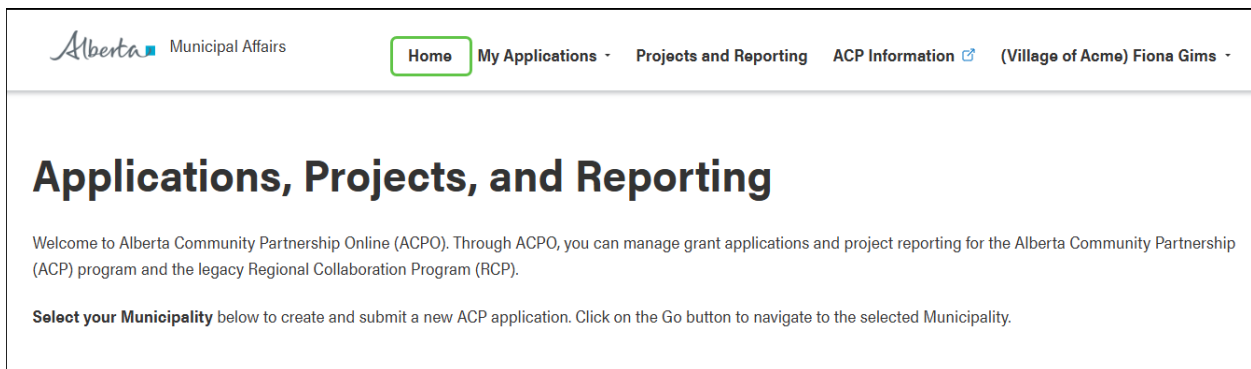 Alberta Municipal Affairs
Home My Applications Projects and Reporting ACP Information (Village of Acme) Fiona Gims
Applications, Projects, and Reporting
Welcome to Alberta Community Partnership Online (ACPO). Through ACPO, you can manage grant applications and project reporting for the Alberta Community Partnership
(ACP) program and the legacy Regional Collaboration Program (RCP).
Select your Municipality below to create and submit a new ACP application. Click on the Go button to navigate to the selected Municipality.